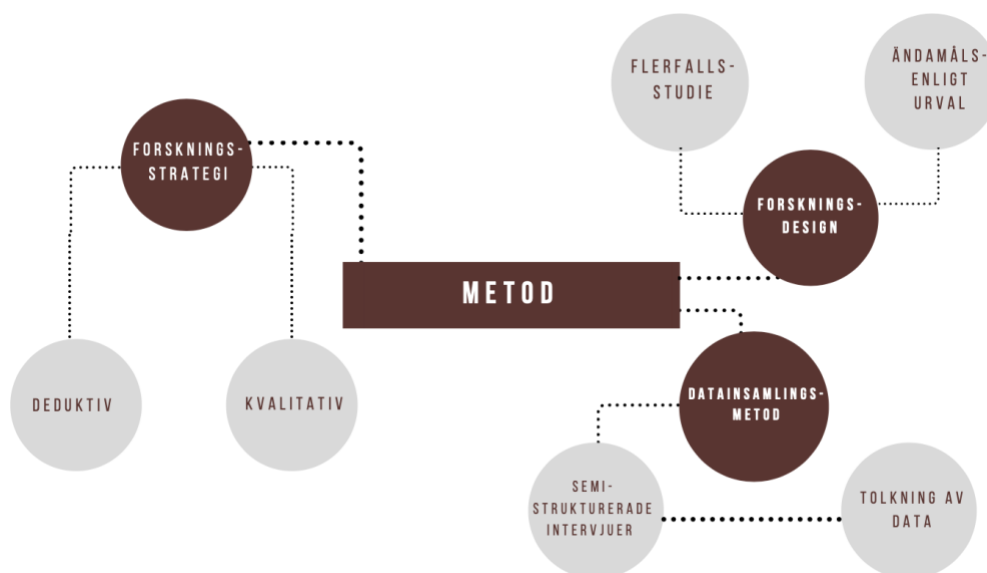 FLERFALLS-
STUDIE
ÄNDAMÅLS-
ENLIGT
URVAL
FORSKNINGS-
STRATEGI
FORSKNINGS-
DESIGN
METOD
DEDUKTIV
KVALITATIV
DATAINSAMLINGS-
METOD
SEMI-
STRUKTURERADE
INTERVJUER
TOLKNING AV
DATA